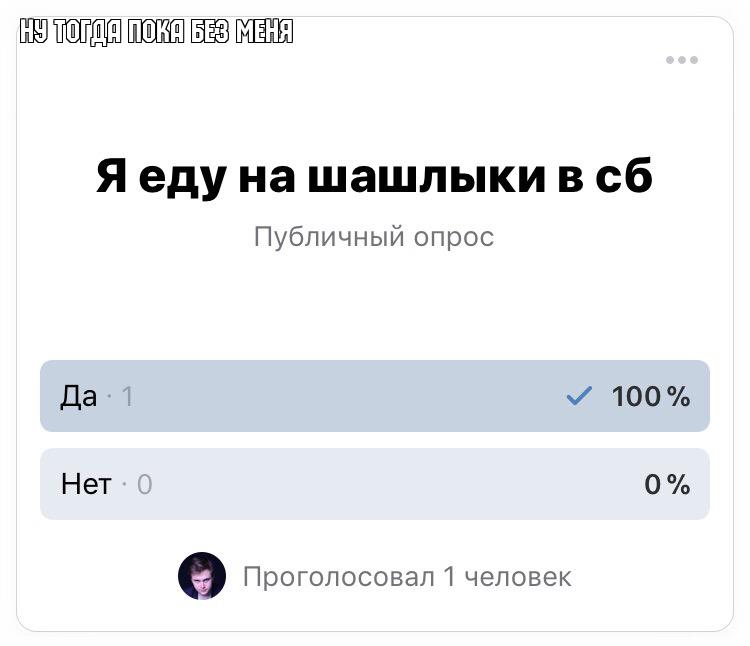 НУ ТОГДА ПОКА БЕЗ МЕНЯ
Я еду на шашлыки в сб
Публичный опрос
Да · 1 100 %
Нет · 0 0 %
Проголосовал 1 человек